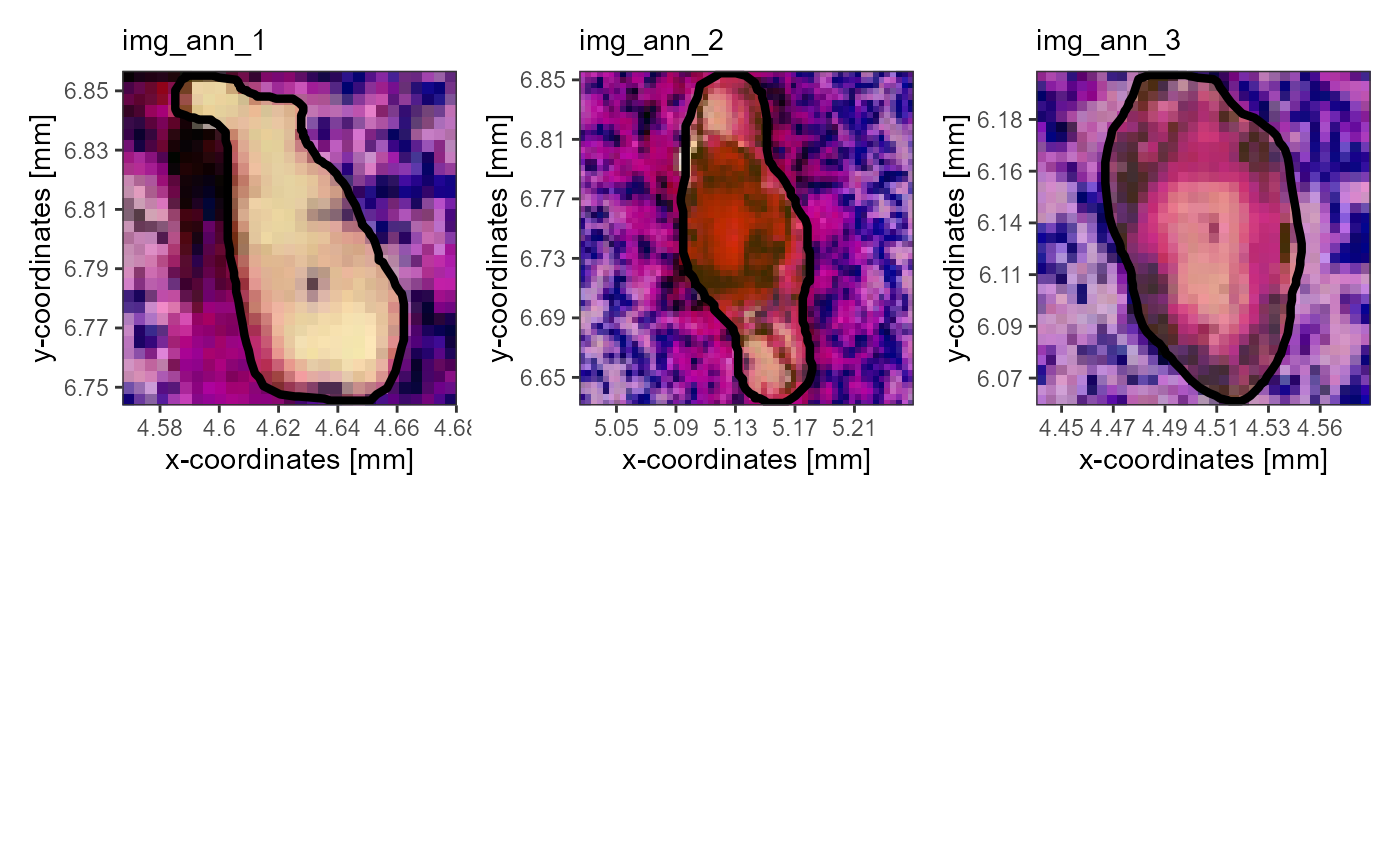 img_ann_1
img_ann_2
img_ann_3
y-coordinates [mm]
6.85
6.83
6.81
6.79
6.77
6.75
4.58 4.6 4.62 4.64 4.66 4.68
x-coordinates [mm]
y-coordinates [mm]
6.85
6.81
6.77
6.73
6.69
6.65
5.05 5.09 5.13 5.17 5.21
x-coordinates [mm]
y-coordinates [mm]
6.18
6.16
6.14
6.11
6.09
6.07
4.45 4.47 4.49 4.51 4.53 4.56
x-coordinates [mm]